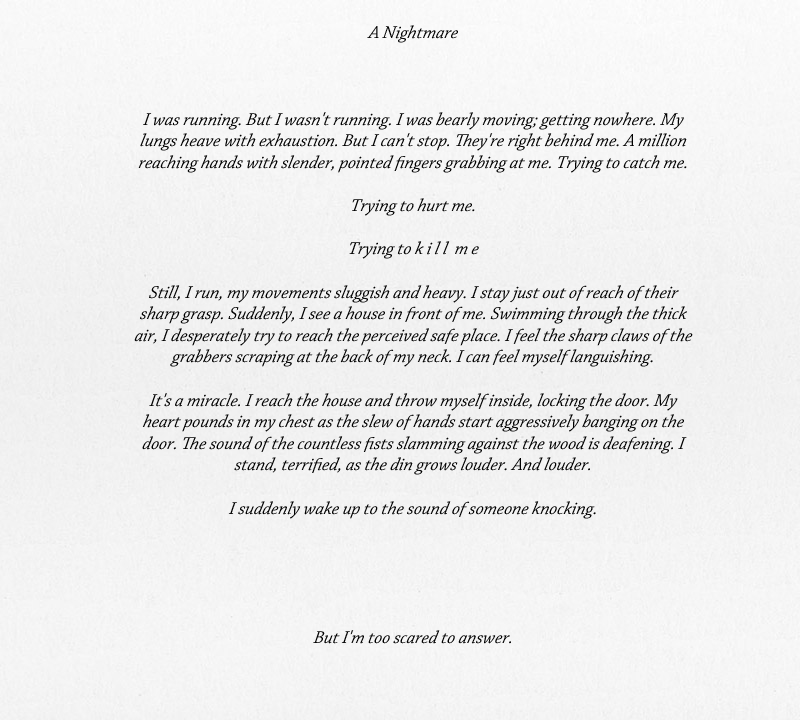 A Nightmare
I was running. But I wasn't running. I was bearly moving; getting nowhere. My
lungs heave with exhaustion. But I can't stop. They're right behind me. A million
reaching hands with slender, pointed fingers grabbing at me. Trying to catch me.
Trying to hurt me.
Trying to k i l l  m e
Still, I run, my movements sluggish and heavy. I stay just out of reach of their
sharp grasp. Suddenly, I see a house in front of me. Swimming through the thick
air, I desperately try to reach the perceived safe place. I feel the sharp claws of the
grabbers scraping at the back of my neck. I can feel myself languishing.
It's a miracle. I reach the house and throw myself inside, locking the door. My
heart pounds in my chest as the slew of hands start aggressively banging on the
door. The sound of the countless fists slamming against the wood is deafening. I
stand, terrified, as the din grows louder. And louder.
I suddenly wake up to the sound of someone knocking.
But I'm too scared to answer.